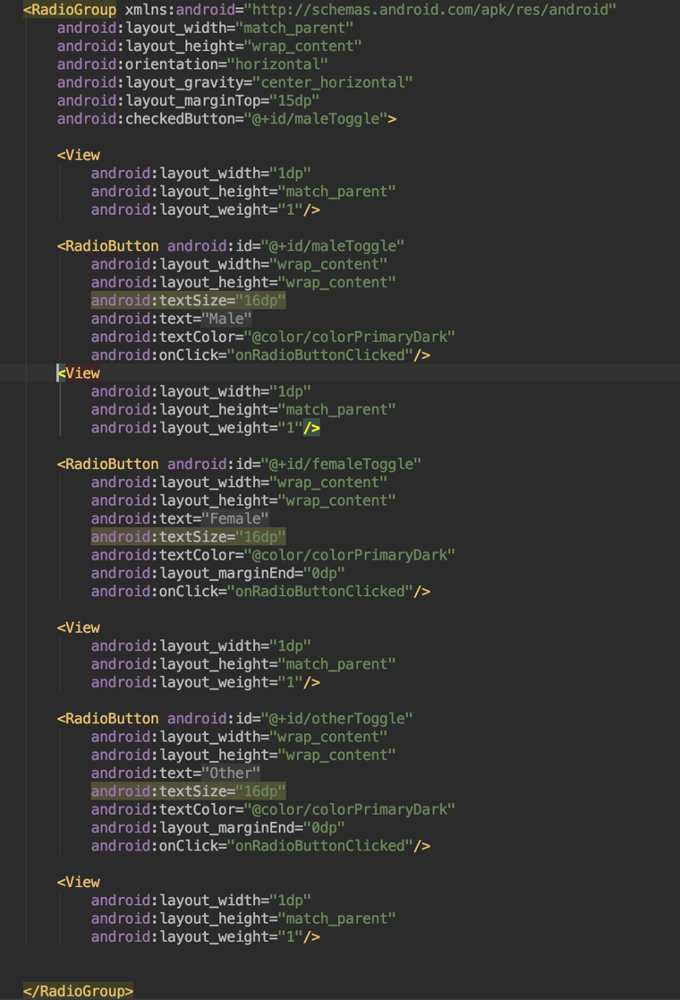 <RadioGroup xmlns:android="http://schemas.android.com/apk/res/android"
android:layout_width="match_parent"
android:layout_height="wrap_content"
android:orientation="horizontal"
android:layout_gravity="center_horizontal"
android:layout_marginTop="15dp"
android:checkedButton="@+id/maleToggle">
<View
android:layout_width="1dp"
android:layout_height="match_parent"
android:layout_weight="1"/>
<RadioButton android:id="@+id/maleToggle"
android:layout_width="wrap_content"
android:layout_height="wrap_content"
android:textSize="16dp"
android:text="Male"
android:textColor="@color/colorPrimaryDark"
android:onClick="onRadioButtonClicked"/>
<View
android:layout_width="1dp"
android:layout_height="match_parent"
android:layout_weight="1"/>
<RadioButton android:id="@+id/femaleToggle"
android:layout_width="wrap_content"
android:layout_height="wrap_content"
android:text="Female"
android:textSize="16dp"
android:textColor="@color/colorPrimaryDark"
android:layout_marginEnd="0dp"
android:onClick="onRadioButtonClicked"/>
<View
android:layout_width="1dp"
android:layout_height="match_parent"
android:layout_weight="1"/>
<RadioButton android:id="@+id/otherToggle"
android:layout_width="wrap_content"
android:layout_height="wrap_content"
android:text="Other"
android:textSize="16dp"
android:textColor="@color/colorPrimaryDark"
android:layout_marginEnd="0dp"
android:onClick="onRadioButtonClicked"/>
<View
android:layout_width="1dp"
android:layout_height="match_parent"
android:layout_weight="1"/>
</RadioGroup>